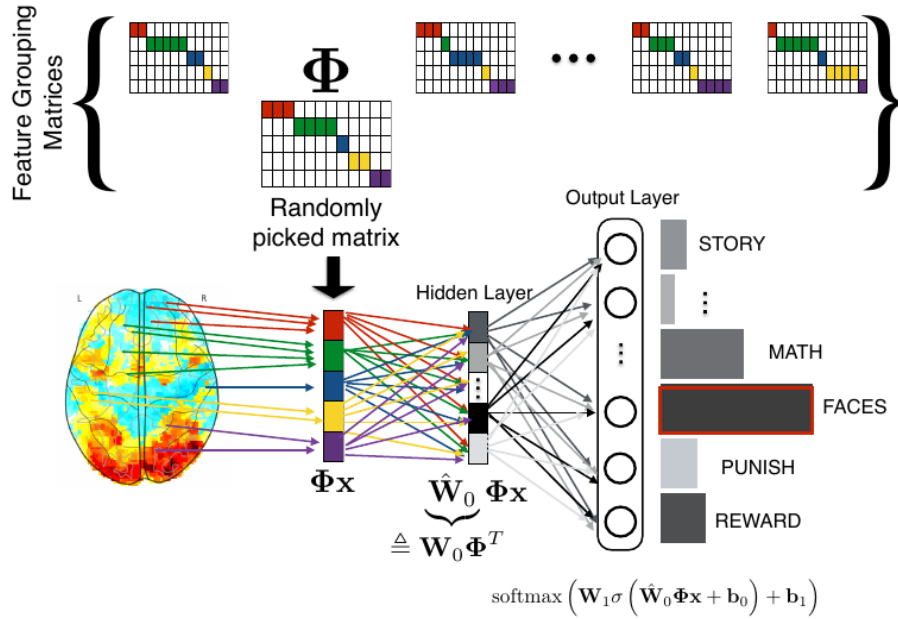 Feature Grouping
Matrices
Φ
Randomly
picked matrix
Output Layer
STORY
Hidden Layer
L
R
MATH
FACES
PUNISH
REWARD
Φx
Ŵ₀ Φx
≜ W₀Φᵀ
softmax (W₁σ (Ŵ₀Φx + b₀) + b₁)